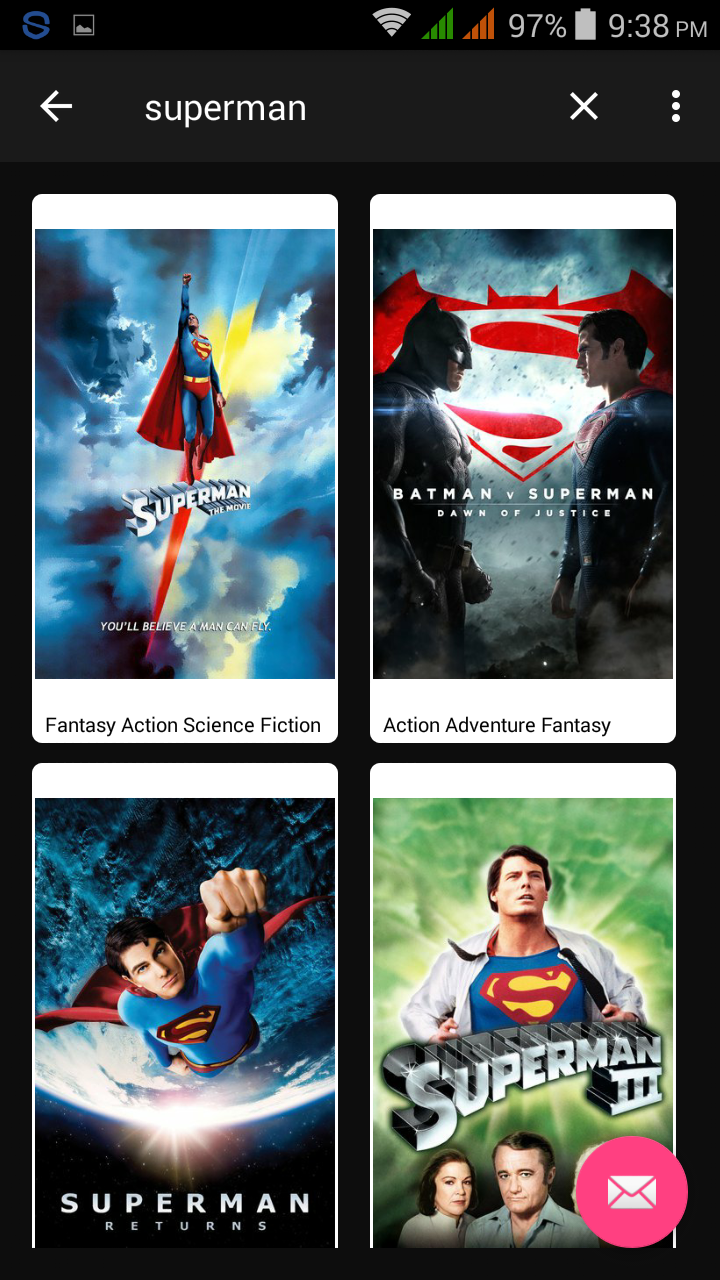 97% 9:38 PM
superman
SUPERMAN
THE MOVIE
YOU'LL BELIEVE A MAN CAN FLY.
Fantasy Action Science Fiction
BATMAN v SUPERMAN
DAWN OF JUSTICE
Action Adventure Fantasy
SUPERMAN
RETURNS
SUPERMAN
III